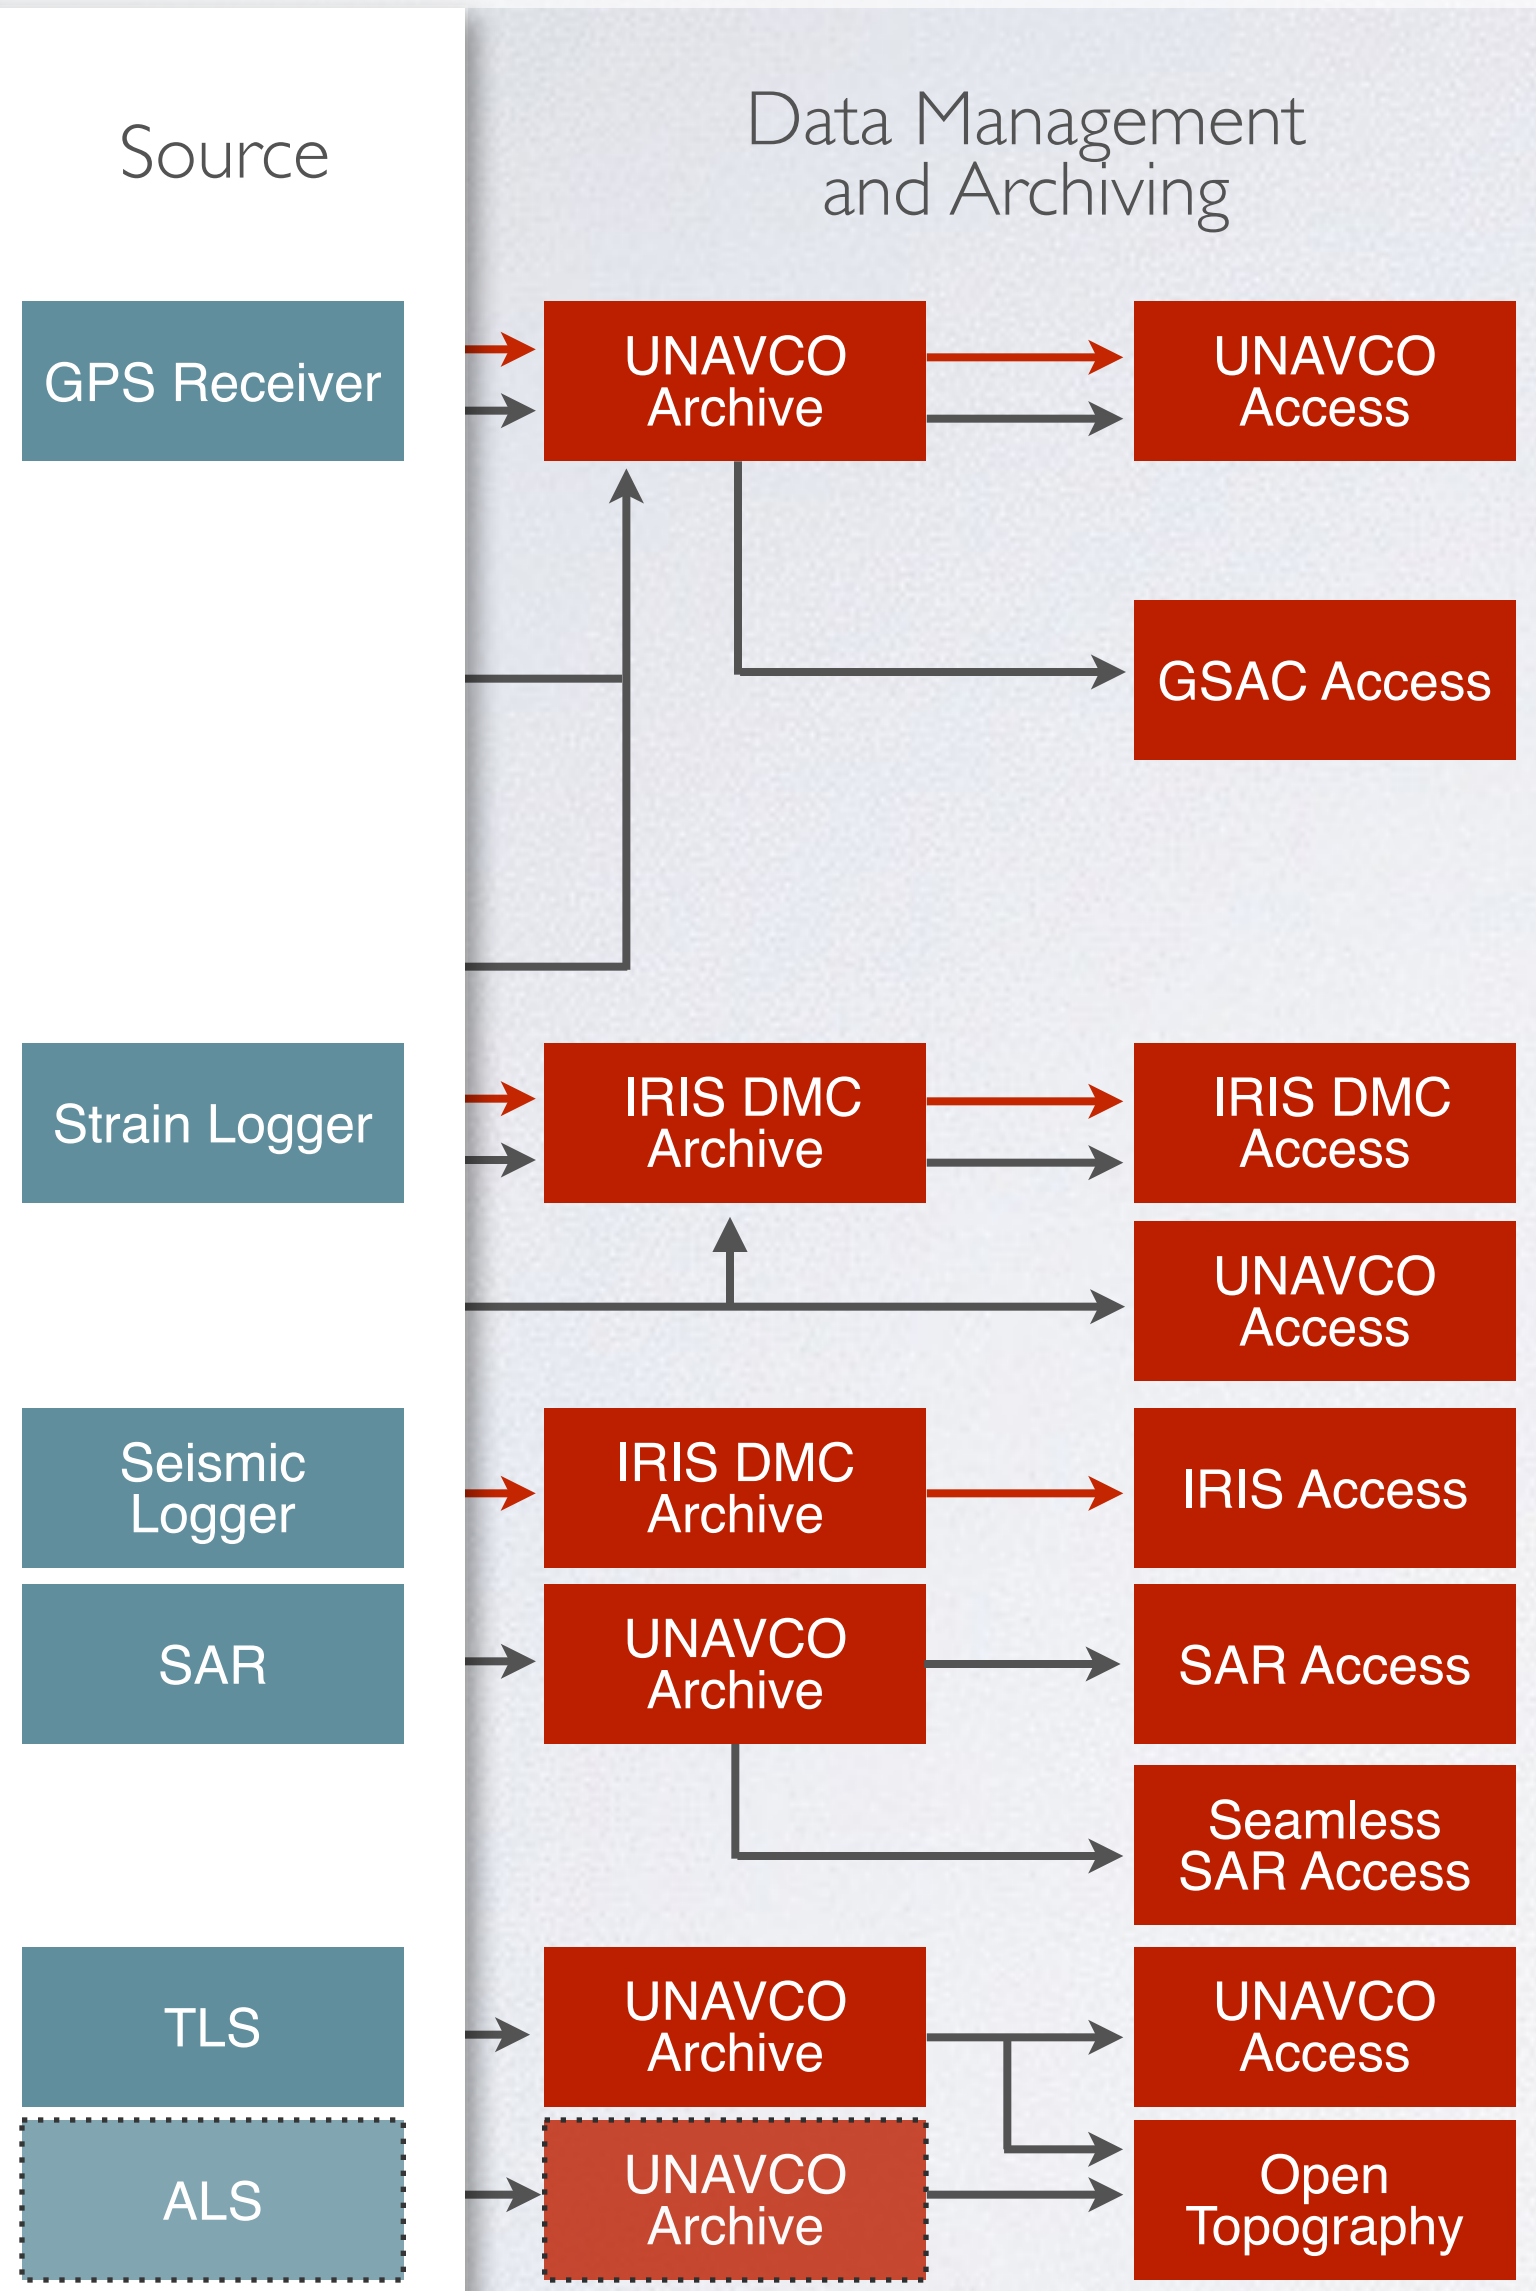 Source
Data Management
and Archiving
GPS Receiver
UNAVCO
Archive
UNAVCO
Access
GSAC Access
Strain Logger
IRIS DMC
Archive
IRIS DMC
Access
UNAVCO
Access
Seismic
Logger
IRIS DMC
Archive
IRIS Access
SAR
UNAVCO
Archive
SAR Access
Seamless
SAR Access
TLS
UNAVCO
Archive
UNAVCO
Access
ALS
UNAVCO
Archive
Open
Topography